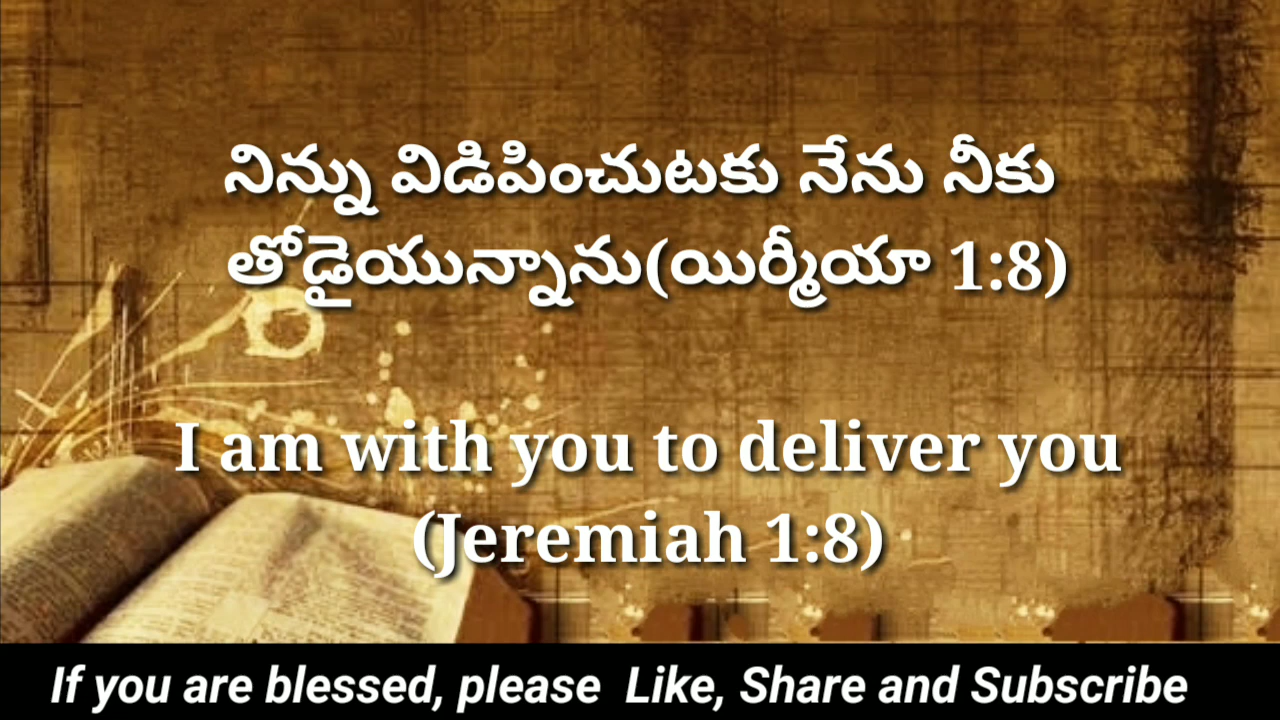 నిన్ను విడిపించుటకు నేను నీకు
తోడైయున్నాను(యిర్మీయా 1:8)
I am with you to deliver you
(Jeremiah 1:8)
If you are blessed, please  Like, Share and Subscribe